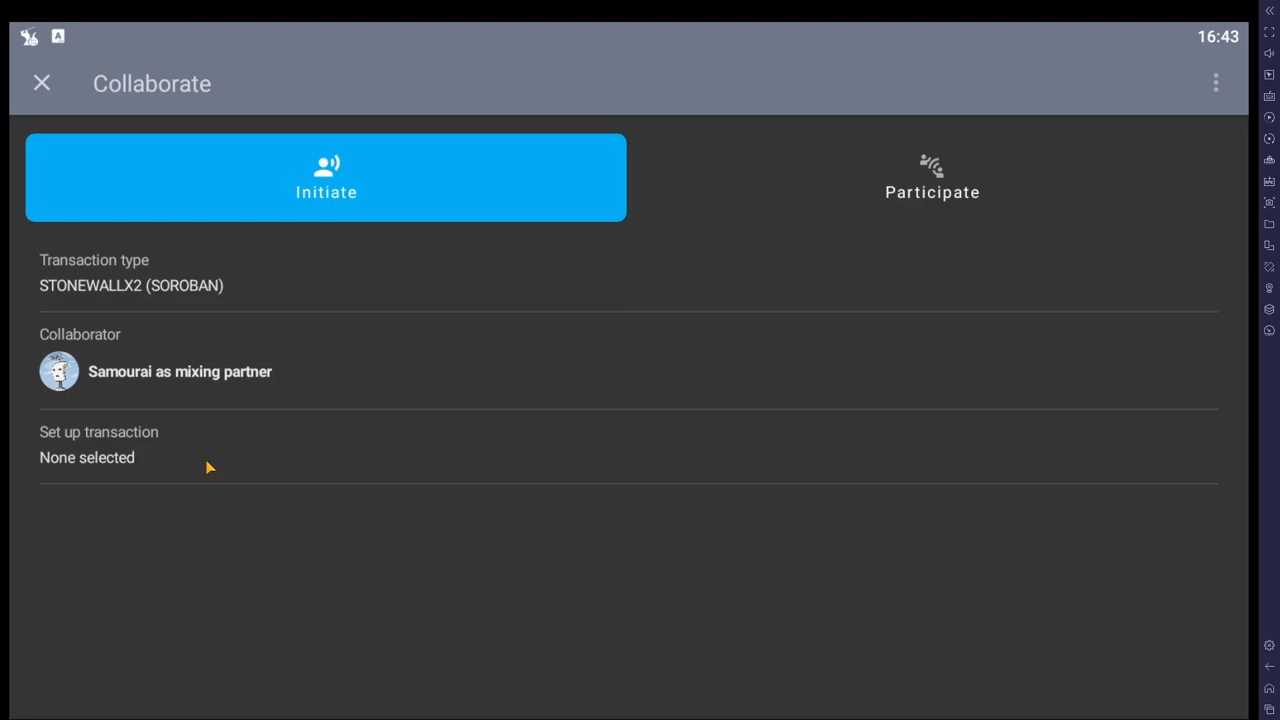 A
16:43
Collaborate
Initiate
Participate
Transaction type
STONEWALLX2 (SOROBAN)
Collaborator
Samourai as mixing partner
Set up transaction
None selected